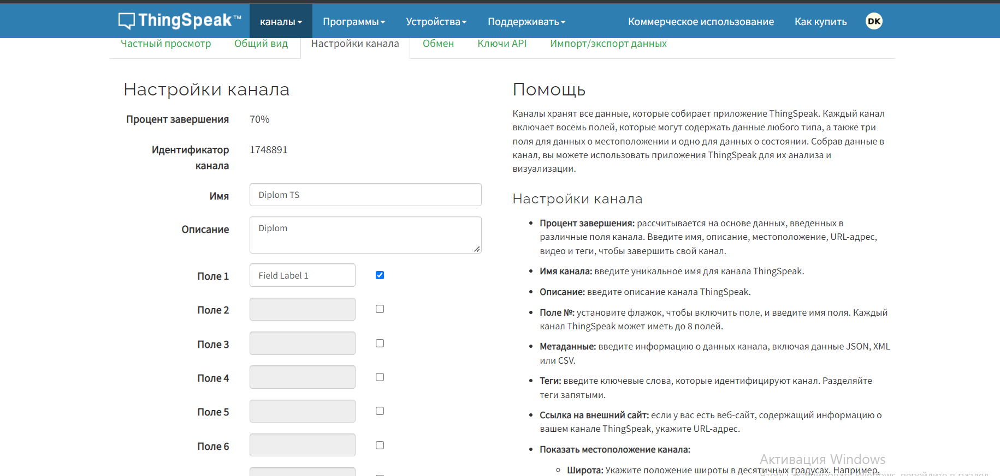 ThingSpeak™
каналы
Программы
Устройства
Поддерживать
Коммерческое использование
Как купить
DK
Частный просмотр
Общий вид
Настройки канала
Обмен
Ключи API
Импорт/экспорт данных
Настройки канала
Процент завершения
70%
Идентификатор
канала
1748891
Имя
Diplom TS
Описание
Diplom
Поле 1
Field Label 1
Поле 2
Поле 3
Поле 4
Поле 5
Поле 6
Помощь
Каналы хранят все данные, которые собирает приложение ThingSpeak. Каждый канал
включает восемь полей, которые могут содержать данные любого типа, а также три
поля для данных о местоположении и одно для данных о состоянии. Собрав данные в
канал, вы можете использовать приложения ThingSpeak для их анализа и
визуализации.
Настройки канала
Процент завершения: рассчитывается на основе данных, введенных в
различные поля канала. Введите имя, описание, местоположение, URL-адрес,
видео и теги, чтобы завершить свой канал.
Имя канала: введите уникальное имя для канала ThingSpeak.
Описание: введите описание канала ThingSpeak.
Поле №: установите флажок, чтобы включить поле, и введите имя поля. Каждый
канал ThingSpeak может иметь до 8 полей.
Метаданные: введите информацию о данных канала, включая данные JSON, XML
или CSV.
Теги: введите ключевые слова, которые идентифицируют канал. Разделяйте
теги запятыми.
Ссылка на внешний сайт: если у вас есть веб-сайт, содержащий информацию о
вашем канале ThingSpeak, укажите URL-адрес.
Показать местоположение канала:
Активация Windows
Широта: Укажите положение широты в десятичных градусах. Например,
Чтобы активировать Windows, перейдите в раздел